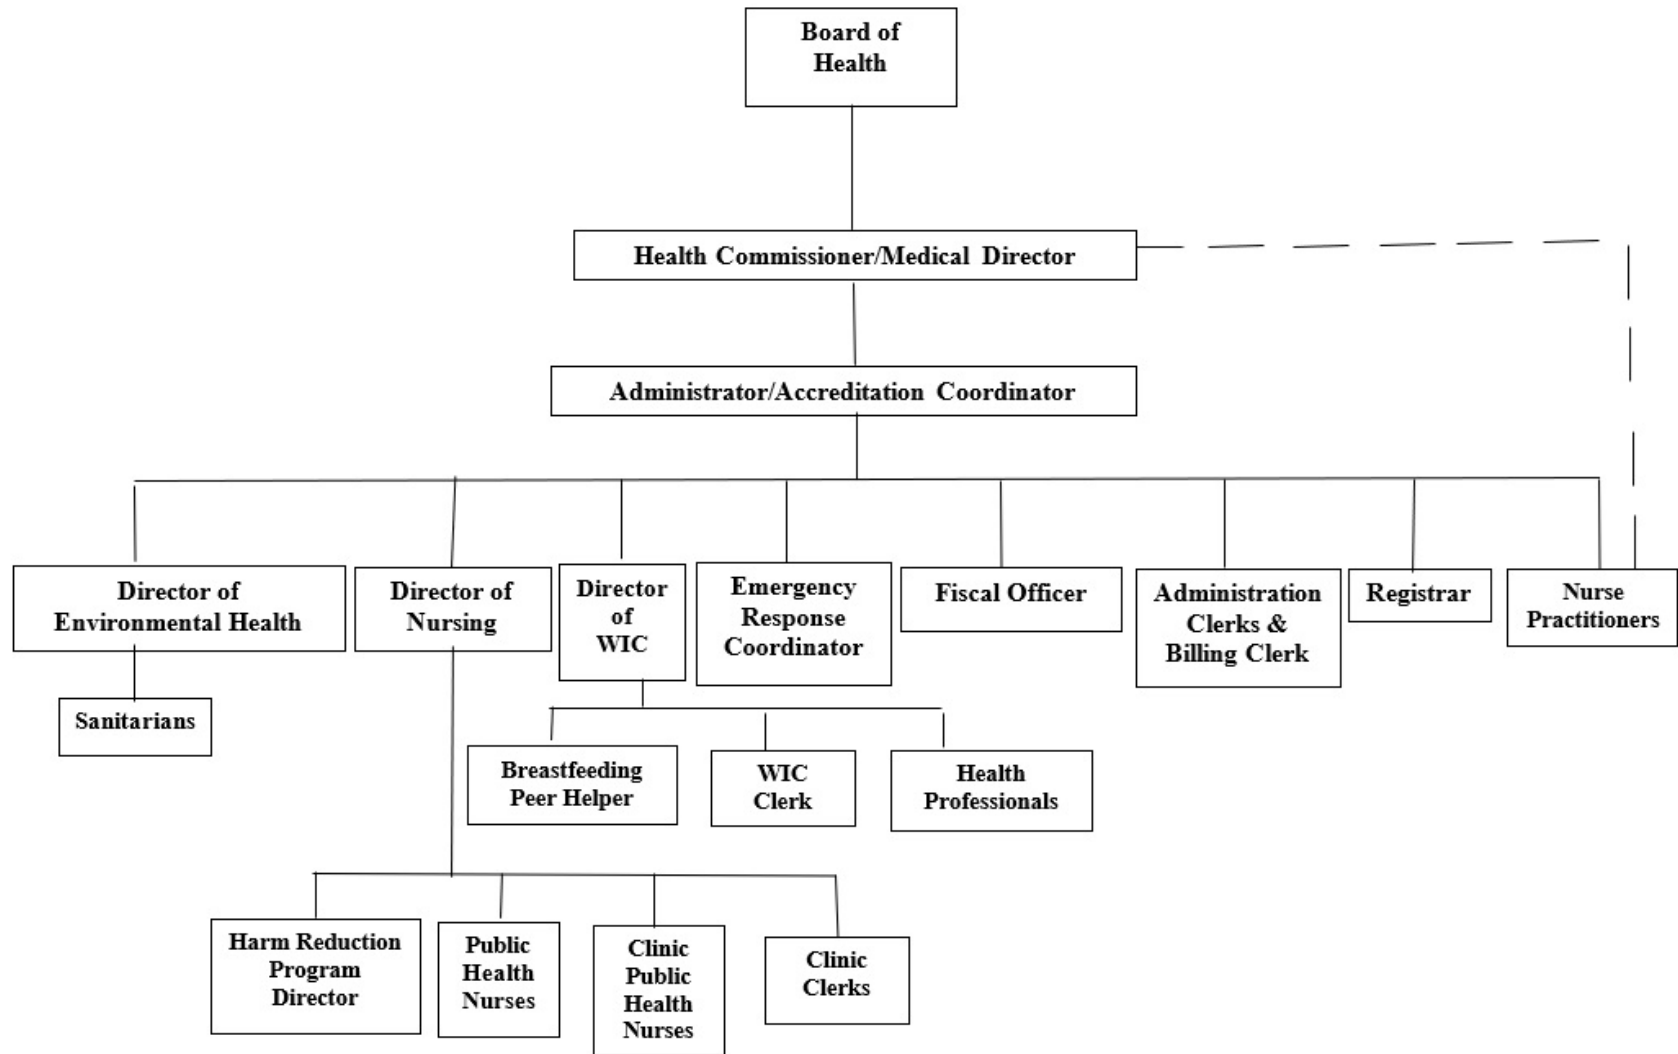 Board of
Health
Health Commissioner/Medical Director
Administrator/Accreditation Coordinator
Director of
Environmental Health
Director of
Nursing
Director
of
WIC
Emergency
Response
Coordinator
Fiscal Officer
Administration
Clerks &
Billing Clerk
Registrar
Nurse
Practitioners
Sanitarians
Breastfeeding
Peer Helper
WIC
Clerk
Health
Professionals
Harm Reduction
Program
Director
Public
Health
Nurses
Clinic
Public
Health
Nurses
Clinic
Clerks